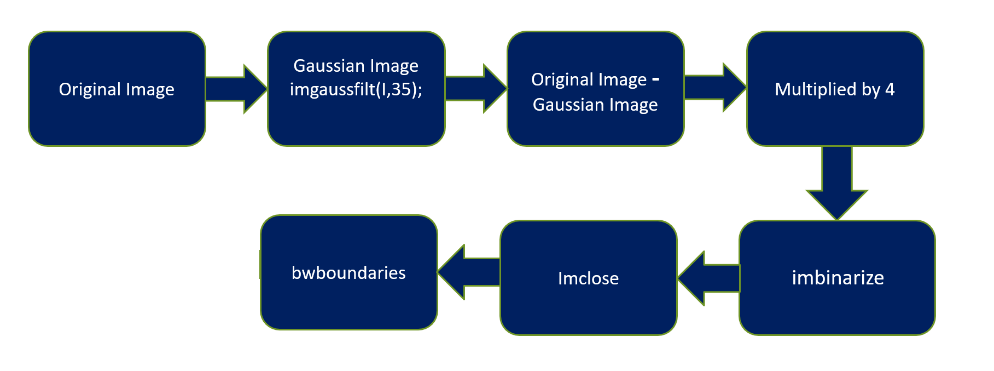 Original Image
Gaussian Image
imgaussfilt(I,35);
Original Image -
Gaussian Image
Multiplied by 4
imbinarize
Imclose
bwboundaries